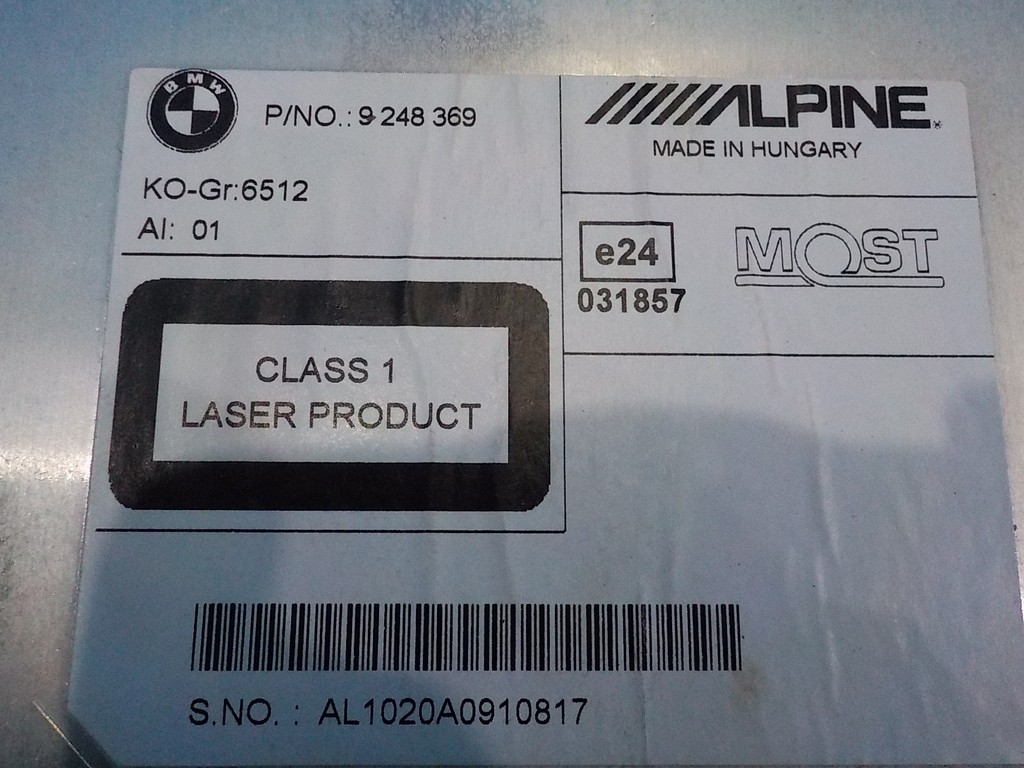 BMW
P/NO.: 9 248 369
KO-Gr:6512
AI: 01
CLASS 1
LASER PRODUCT
ALPINE
MADE IN HUNGARY
e24
031857
MOST
S.NO. : AL1020A0910817